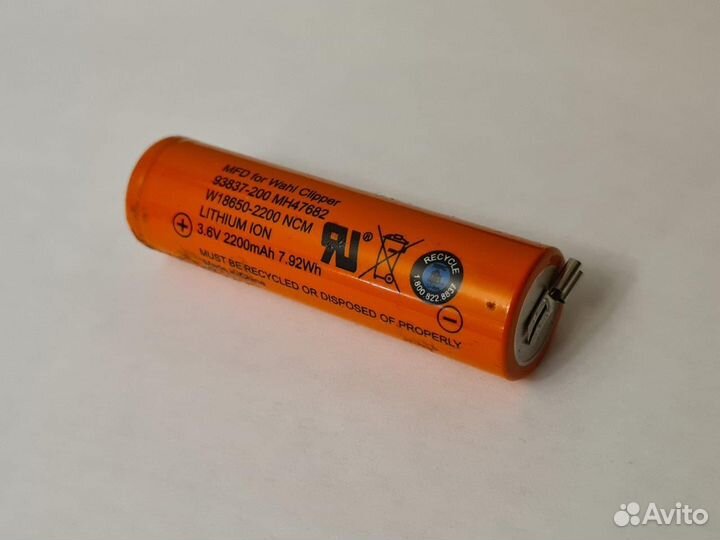 MFD for Wahl Clipper
93837-200 MH47682
W18650-2200 NCM
LITHIUM ION
3.6V 2200mAh 7.92Wh
RU®
RECYCLE
1.800.822.8837
MUST BE RECYCLED OR DISPOSED OF PROPERLY
Avito